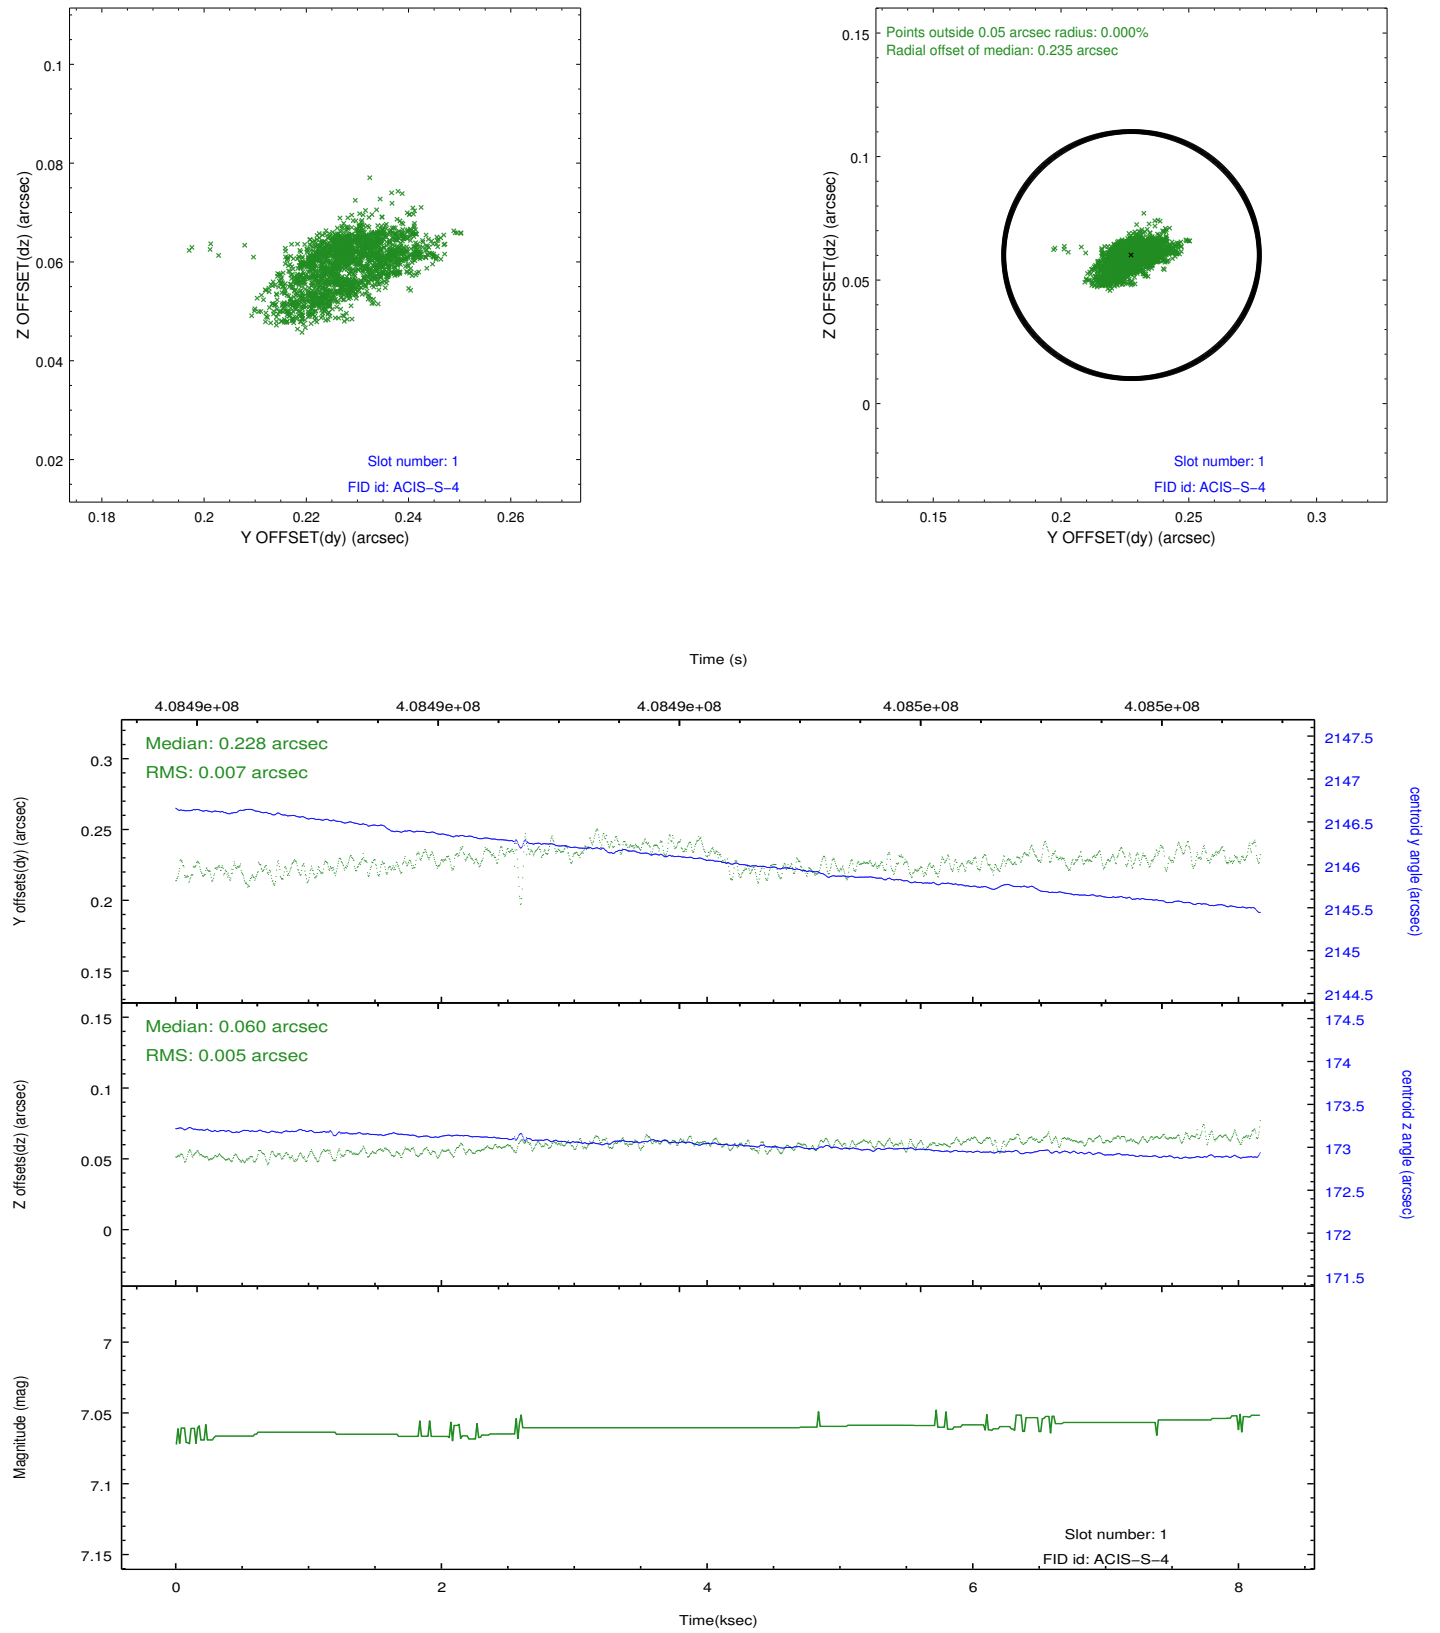 0.1
0.08
0.06
0.04
0.02
Z OFFSET(dz) (arcsec)
Slot number: 1
FID id: ACIS−S−4
0.18 0.2 0.22 0.24 0.26
Y OFFSET(dy) (arcsec)
Points outside 0.05 arcsec radius: 0.000%
Radial offset of median: 0.235 arcsec
0.15
0.1
0.05
0
Z OFFSET(dz) (arcsec)
Slot number: 1
FID id: ACIS−S−4
0.15 0.2 0.25 0.3
Y OFFSET(dy) (arcsec)
Time (s)
4.0849e+08 4.0849e+08 4.0849e+08 4.085e+08 4.085e+08
Median: 0.228 arcsec
RMS: 0.007 arcsec
0.3
0.25
0.2
0.15
Y offsets(dy) (arcsec)
2147.5
2147
2146.5
2146
2145.5
2145
2144.5
centroid y angle (arcsec)
Median: 0.060 arcsec
RMS: 0.005 arcsec
0.15
0.1
0.05
0
Z offsets(dz) (arcsec)
174.5
174
173.5
173
172.5
172
171.5
centroid z angle (arcsec)
7
7.05
7.1
7.15
Magnitude (mag)
Slot number: 1
FID id: ACIS−S−4
0 2 4 6 8
Time(ksec)